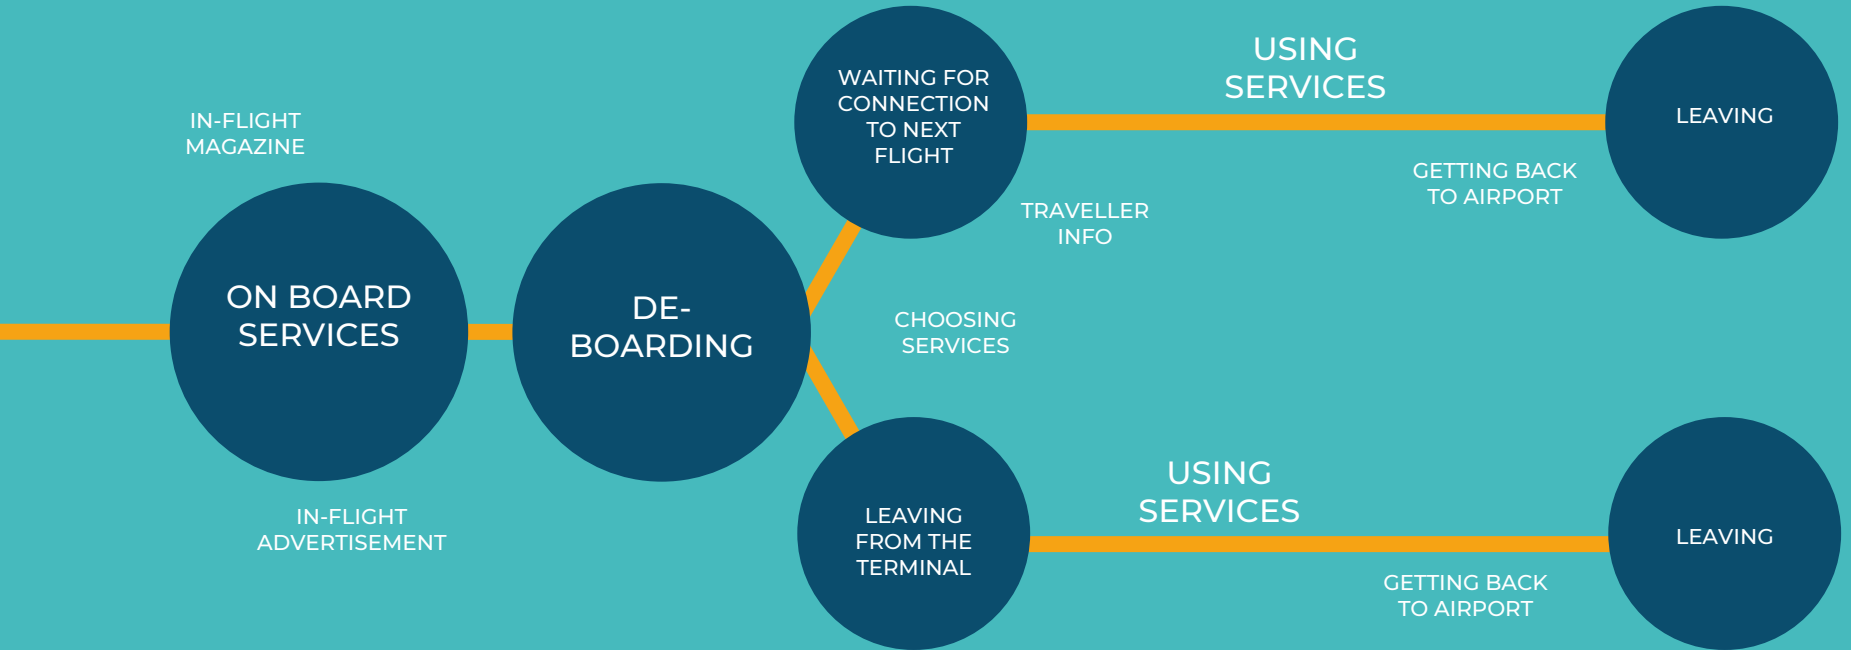 IN-FLIGHT
MAGAZINE
ON BOARD
SERVICES
IN-FLIGHT
ADVERTISEMENT
DE-
BOARDING
WAITING FOR
CONNECTION
TO NEXT
FLIGHT
TRAVELLER
INFO
CHOOSING
SERVICES
USING
SERVICES
GETTING BACK
TO AIRPORT
LEAVING
LEAVING
FROM THE
TERMINAL
USING
SERVICES
GETTING BACK
TO AIRPORT
LEAVING